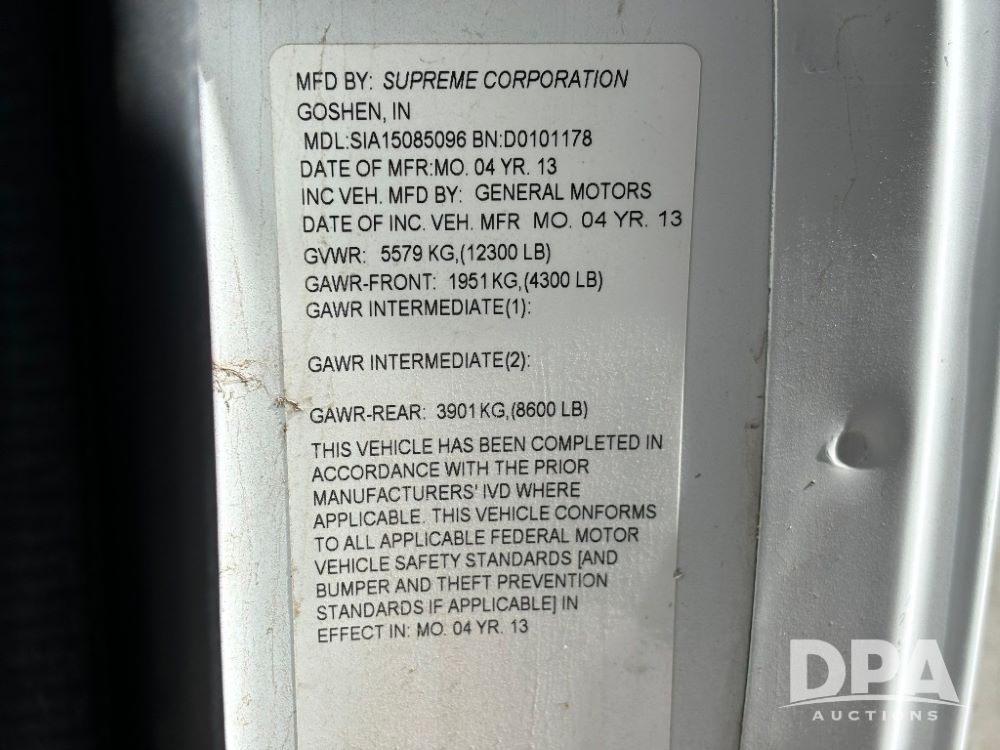 MFD BY: SUPREME CORPORATION
GOSHEN, IN
MDL:SIA15085096 BN:D0101178
DATE OF MFR:MO. 04 YR. 13
INC VEH. MFD BY: GENERAL MOTORS
DATE OF INC. VEH. MFR MO. 04 YR. 13
GVWR: 5579 KG,(12300 LB)
GAWR-FRONT: 1951KG,(4300 LB)
GAWR INTERMEDIATE(1):
GAWR INTERMEDIATE(2):
GAWR-REAR: 3901KG,(8600 LB)
THIS VEHICLE HAS BEEN COMPLETED IN
ACCORDANCE WITH THE PRIOR
MANUFACTURERS' IVD WHERE
APPLICABLE. THIS VEHICLE CONFORMS
TO ALL APPLICABLE FEDERAL MOTOR
VEHICLE SAFETY STANDARDS [AND
BUMPER AND THEFT PREVENTION
STANDARDS IF APPLICABLE] IN
EFFECT IN: MO. 04 YR. 13
DPA
AUCTIONS